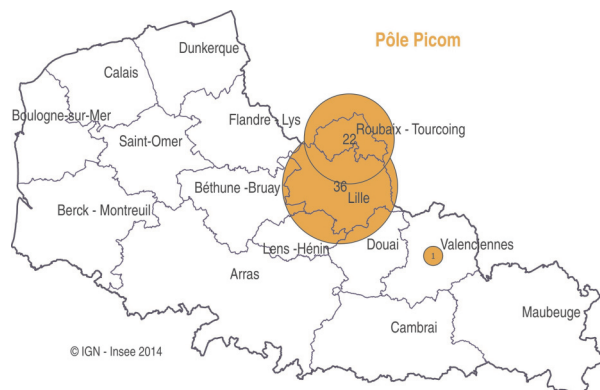 Pôle Picom
Dunkerque
Calais
Boulogne-sur-Mer
Flandre - Lys
Roubaix - Tourcoing
22
Saint-Omer
Béthune -Bruay
36
Lille
Berck - Montreuil
Lens -Hénin
Douai
Valenciennes
1
Arras
Maubeuge
Cambrai
© IGN - Insee 2014